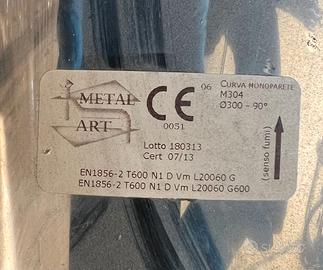 METAL
ART
CE
0051
06
CURVA MONOPARETE
M304
Ø300 - 90°
Lotto 180313
Cert 07/13
(senso fumi)
EN1856-2 T600 N1 D Vm L20060 G
EN1856-2 T600 N1 D Vm L20060 G600